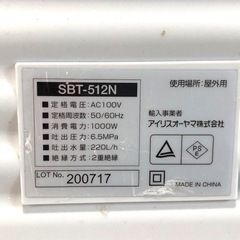 SBT-512N
使用場所:屋外用
■定格電圧:AC100V
■定格周波数:50/60Hz
■消費電力:1000W
■吐出圧力:6.5MPa
■吐出水量:220L/h
■絶縁方式:2重絶縁
輸入事業者
アイリスオーヤマ株式会社
PSE
LOT No. 200717
MADE IN CHINA